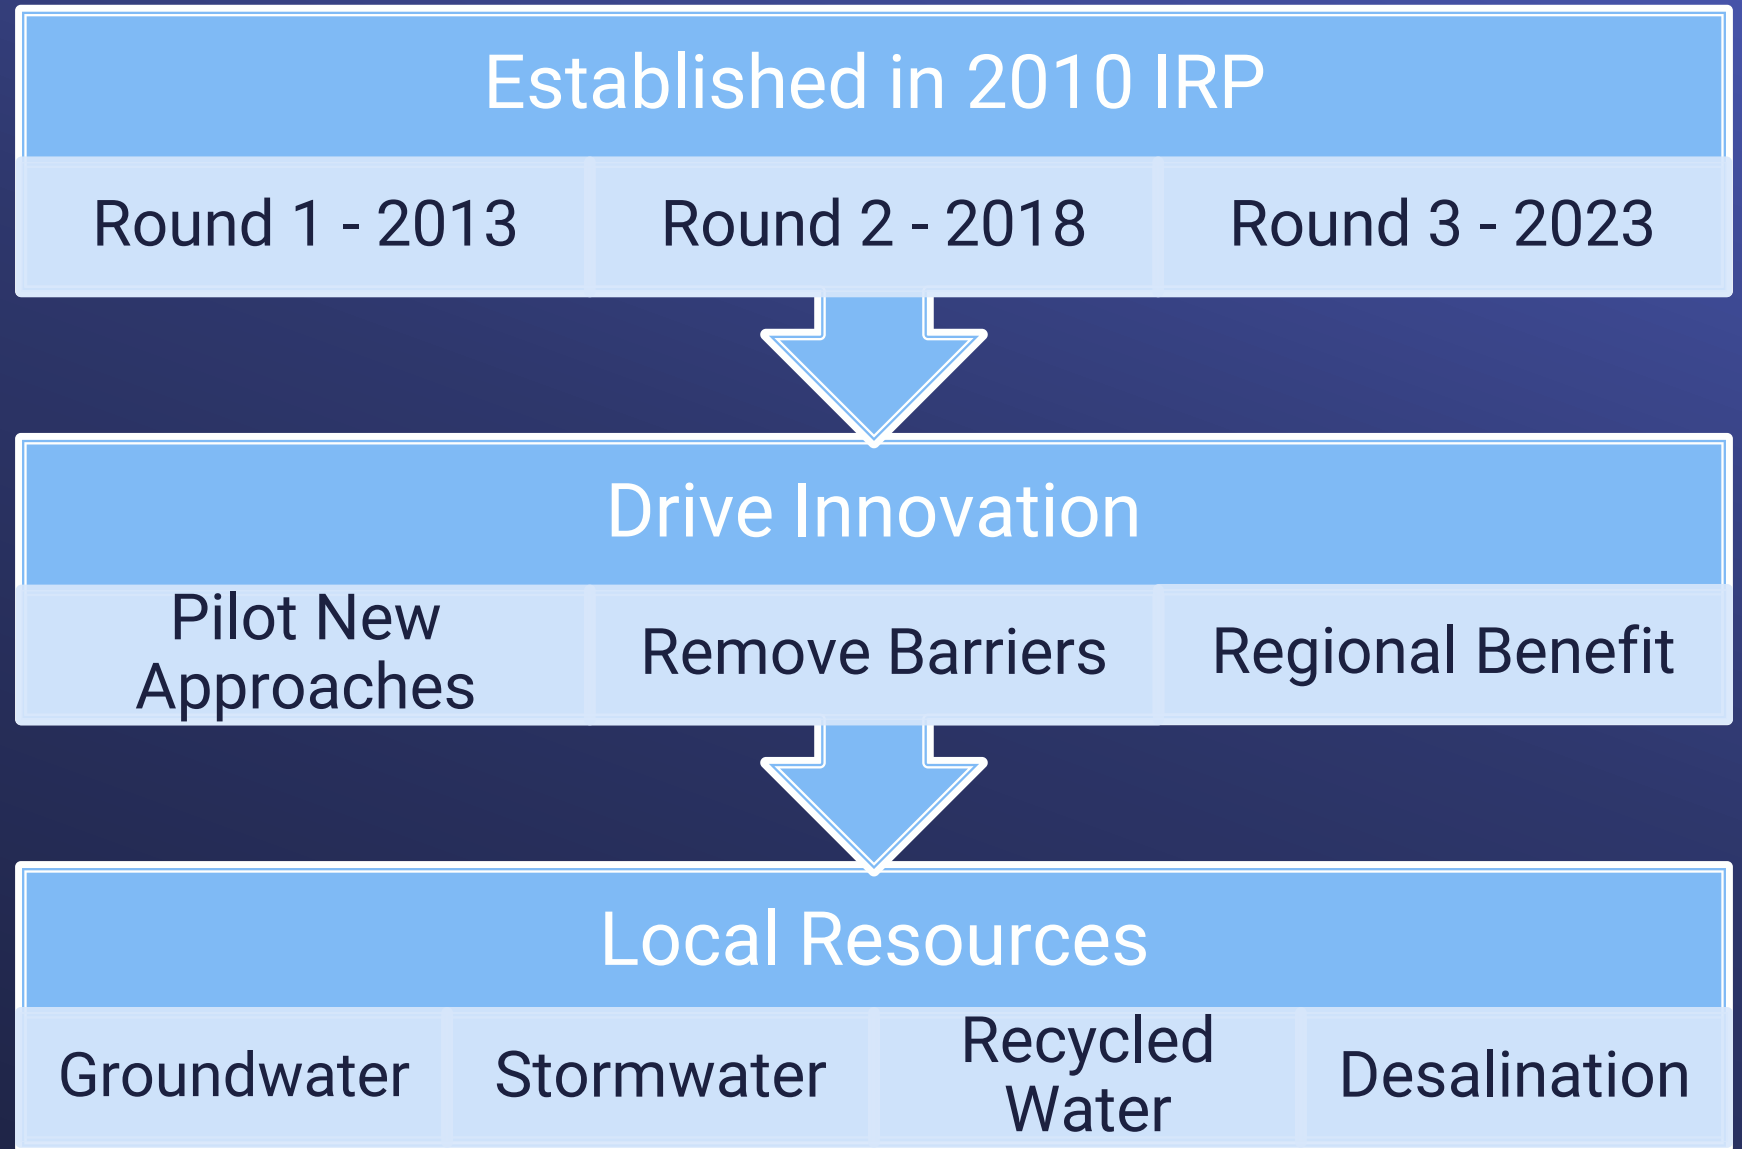 Established in 2010 IRP
Round 1 - 2013
Round 2 - 2018
Round 3 - 2023
Drive Innovation
Pilot New
Approaches
Remove Barriers
Regional Benefit
Local Resources
Groundwater
Stormwater
Recycled
Water
Desalination